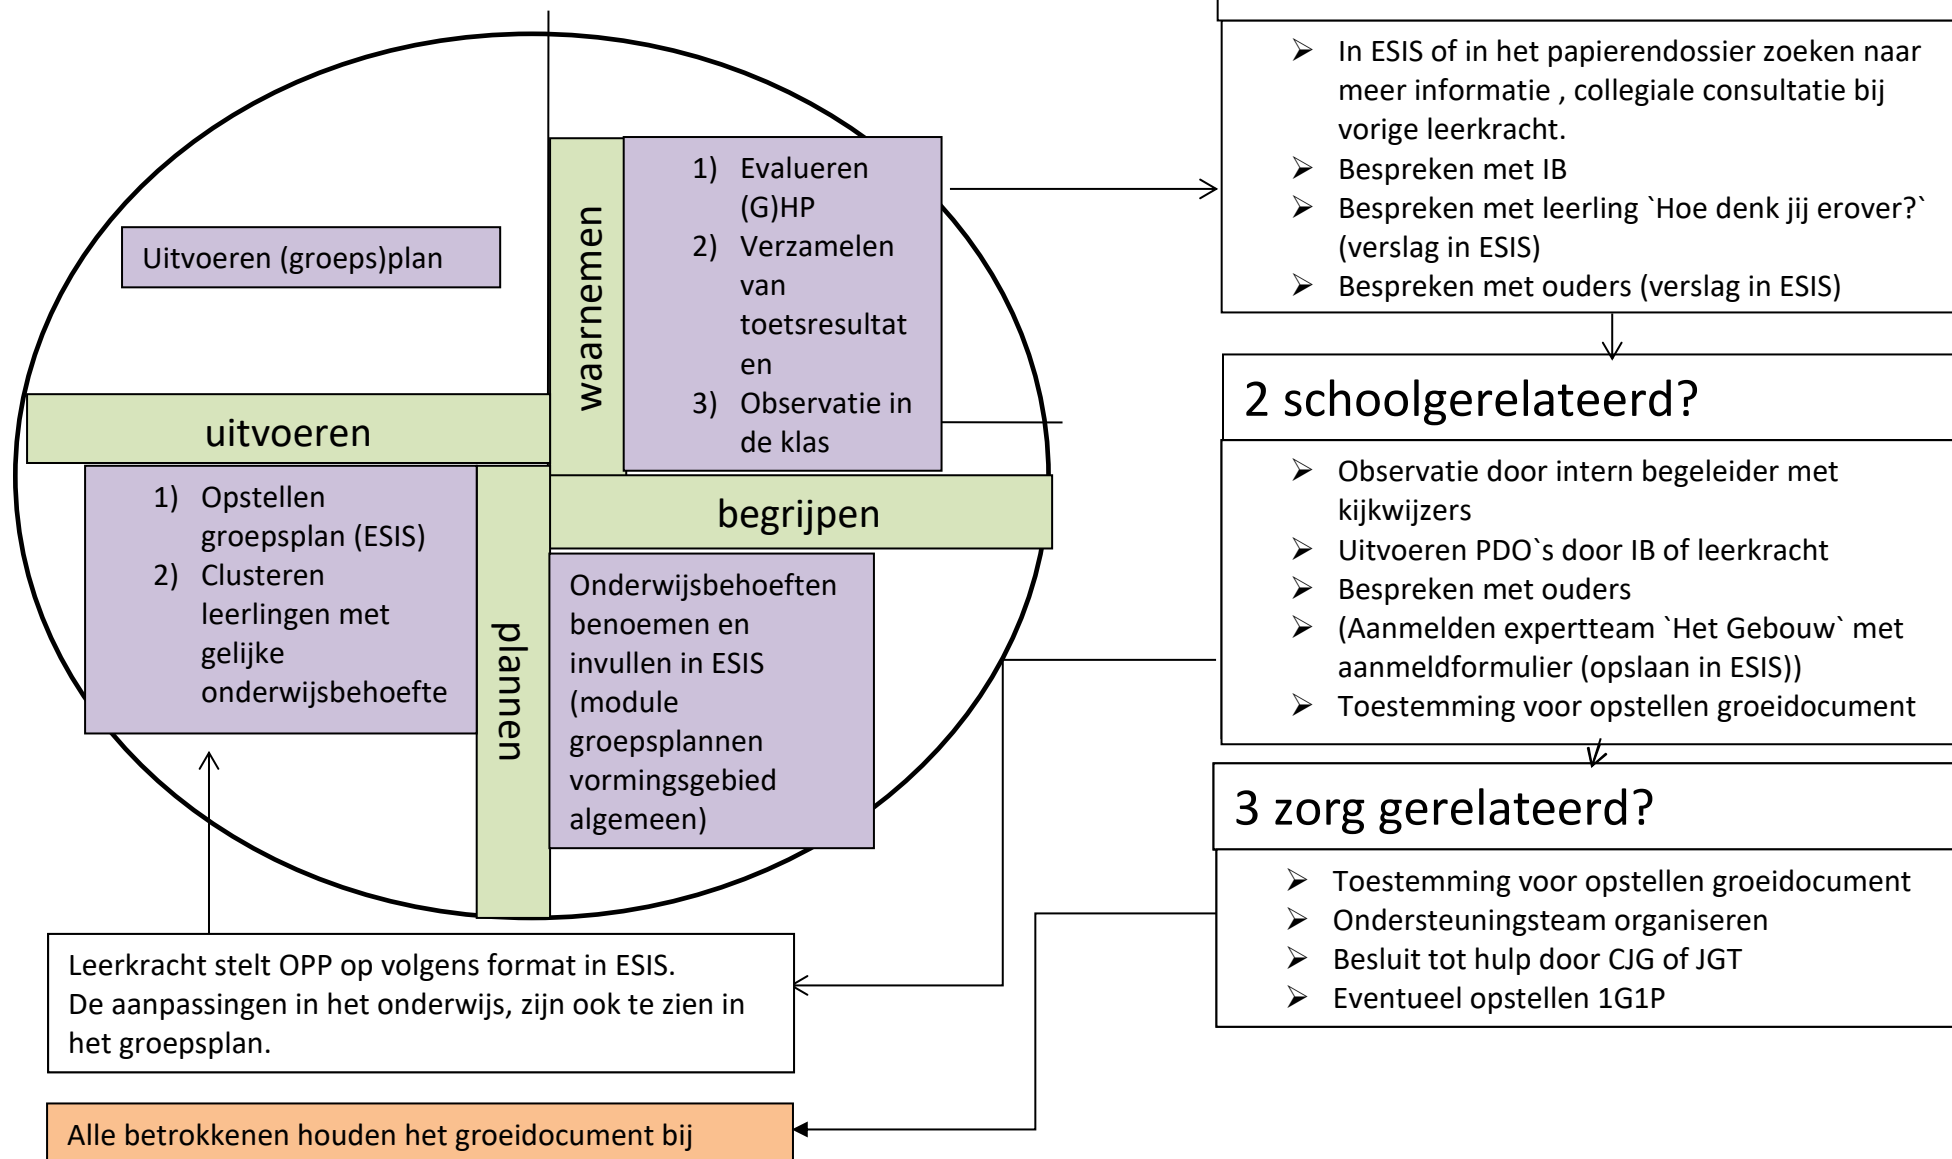 Uitvoeren (groeps)plan
uitvoeren
waarnemen
1) Evalueren
(G)HP
2) Verzamelen
van
toetsresultat
en
3) Observatie in
de klas
begrijpen
Onderwijsbehoeften
benoemen en
invullen in ESIS
(module
groepsplannen
vormingsgebied
algemeen)
plannen
1) Opstellen
groepsplan (ESIS)
2) Clusteren
leerlingen met
gelijke
onderwijsbehoefte
Leerkracht stelt OPP op volgens format in ESIS.
De aanpassingen in het onderwijs, zijn ook te zien in
het groepsplan.
Alle betrokkenen houden het groeidocument bij
➢ In ESIS of in het papierendossier zoeken naar
meer informatie , collegiale consultatie bij
vorige leerkracht.
➢ Bespreken met IB
➢ Bespreken met leerling `Hoe denk jij erover?`
(verslag in ESIS)
➢ Bespreken met ouders (verslag in ESIS)
2 schoolgerelateerd?
➢ Observatie door intern begeleider met
kijkwijzers
➢ Uitvoeren PDO`s door IB of leerkracht
➢ Bespreken met ouders
➢ (Aanmelden expertteam `Het Gebouw` met
aanmeldformulier (opslaan in ESIS))
➢ Toestemming voor opstellen groeidocument
3 zorg gerelateerd?
➢ Toestemming voor opstellen groeidocument
➢ Ondersteuningsteam organiseren
➢ Besluit tot hulp door CJG of JGT
➢ Eventueel opstellen 1G1P